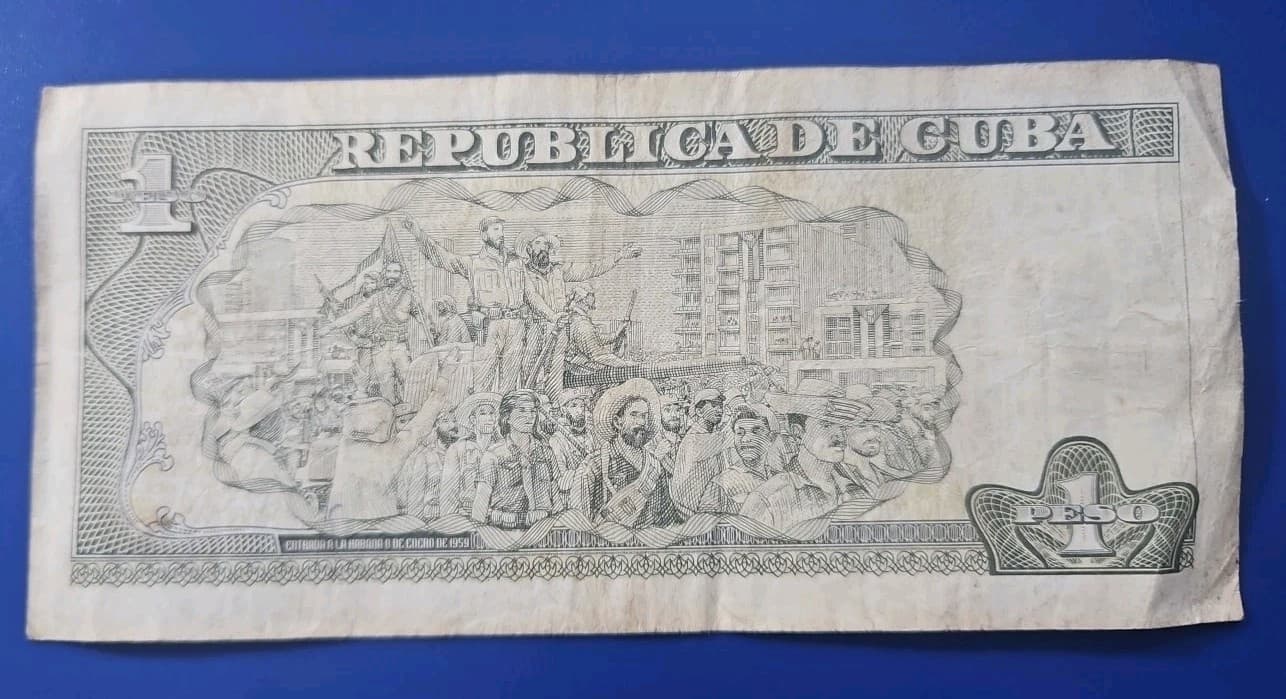 REPUBLICA DE CUBA
1
ENTRADA A LA HABANA 8 DE ENERO DE 1959
1
PESO